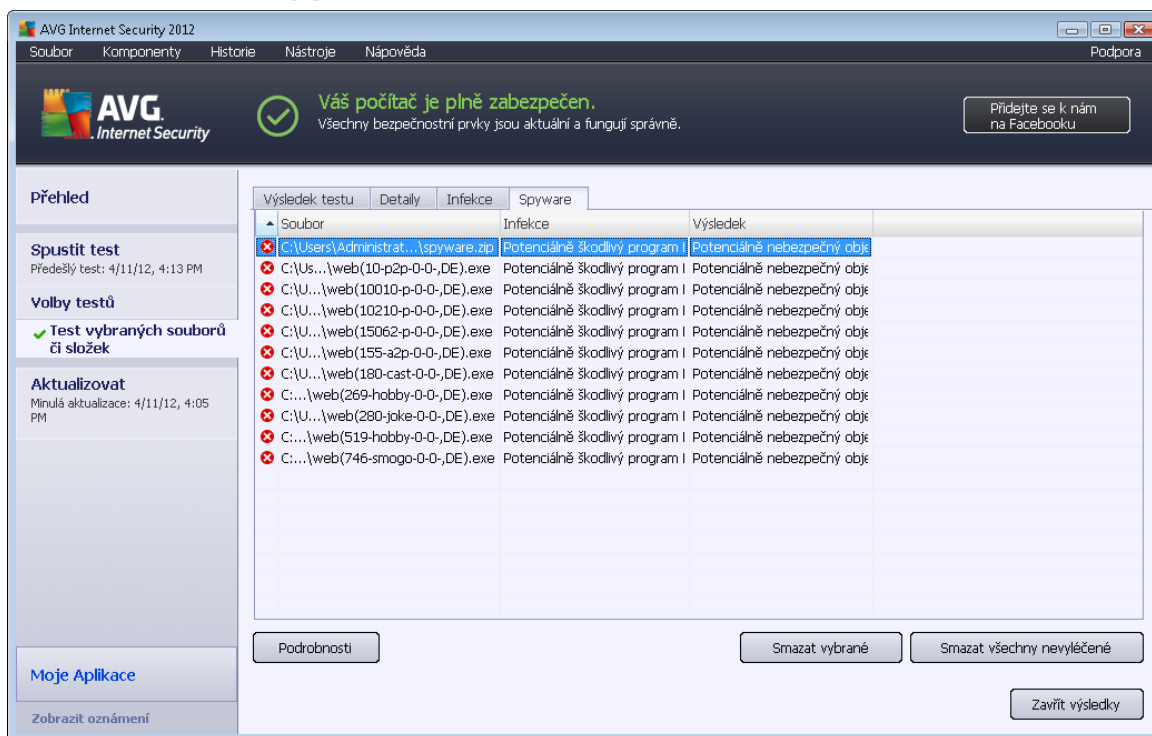 AVG Internet Security 2012
Soubor Komponenty Historie Nástroje Nápověda Podpora
AVG.
Internet Security
Váš počítač je plně zabezpečen.
Všechny bezpečnostní prvky jsou aktuální a fungují správně.
Přidejte se k nám
na Facebooku
Přehled
Spustit test
Předešlý test: 4/11/12, 4:13 PM
Volby testů
Test vybraných souborů
či složek
Aktualizovat
Minulá aktualizace: 4/11/12, 4:05
PM
Moje Aplikace
Zobrazit oznámení
Výsledek testu Detaily Infekce Spyware
Soubor Infekce Výsledek
C:\Users\Administrat...\spyware.zip Potenciálně škodlivý program Potenciálně nebezpečný obje
C:\Us...\web(10-p2p-0-0-,DE).exe Potenciálně škodlivý program Potenciálně nebezpečný obje
C:\U...\web(10010-p-0-0-,DE).exe Potenciálně škodlivý program Potenciálně nebezpečný obje
C:\U...\web(10210-p-0-0-,DE).exe Potenciálně škodlivý program Potenciálně nebezpečný obje
C:\U...\web(15062-p-0-0-,DE).exe Potenciálně škodlivý program Potenciálně nebezpečný obje
C:\U...\web(155-a2p-0-0-,DE).exe Potenciálně škodlivý program Potenciálně nebezpečný obje
C:\U...\web(180-cast-0-0-,DE).exe Potenciálně škodlivý program Potenciálně nebezpečný obje
C:...\web(269-hobby-0-0-,DE).exe Potenciálně škodlivý program Potenciálně nebezpečný obje
C:\U...\web(280-joke-0-0-,DE).exe Potenciálně škodlivý program Potenciálně nebezpečný obje
C:...\web(519-hobby-0-0-,DE).exe Potenciálně škodlivý program Potenciálně nebezpečný obje
C:...\web(746-smogo-0-0-,DE).exe Potenciálně škodlivý program Potenciálně nebezpečný obje
Podrobnosti Smazat vybrané Smazat všechny nevyléčené
Zavřít výsledky